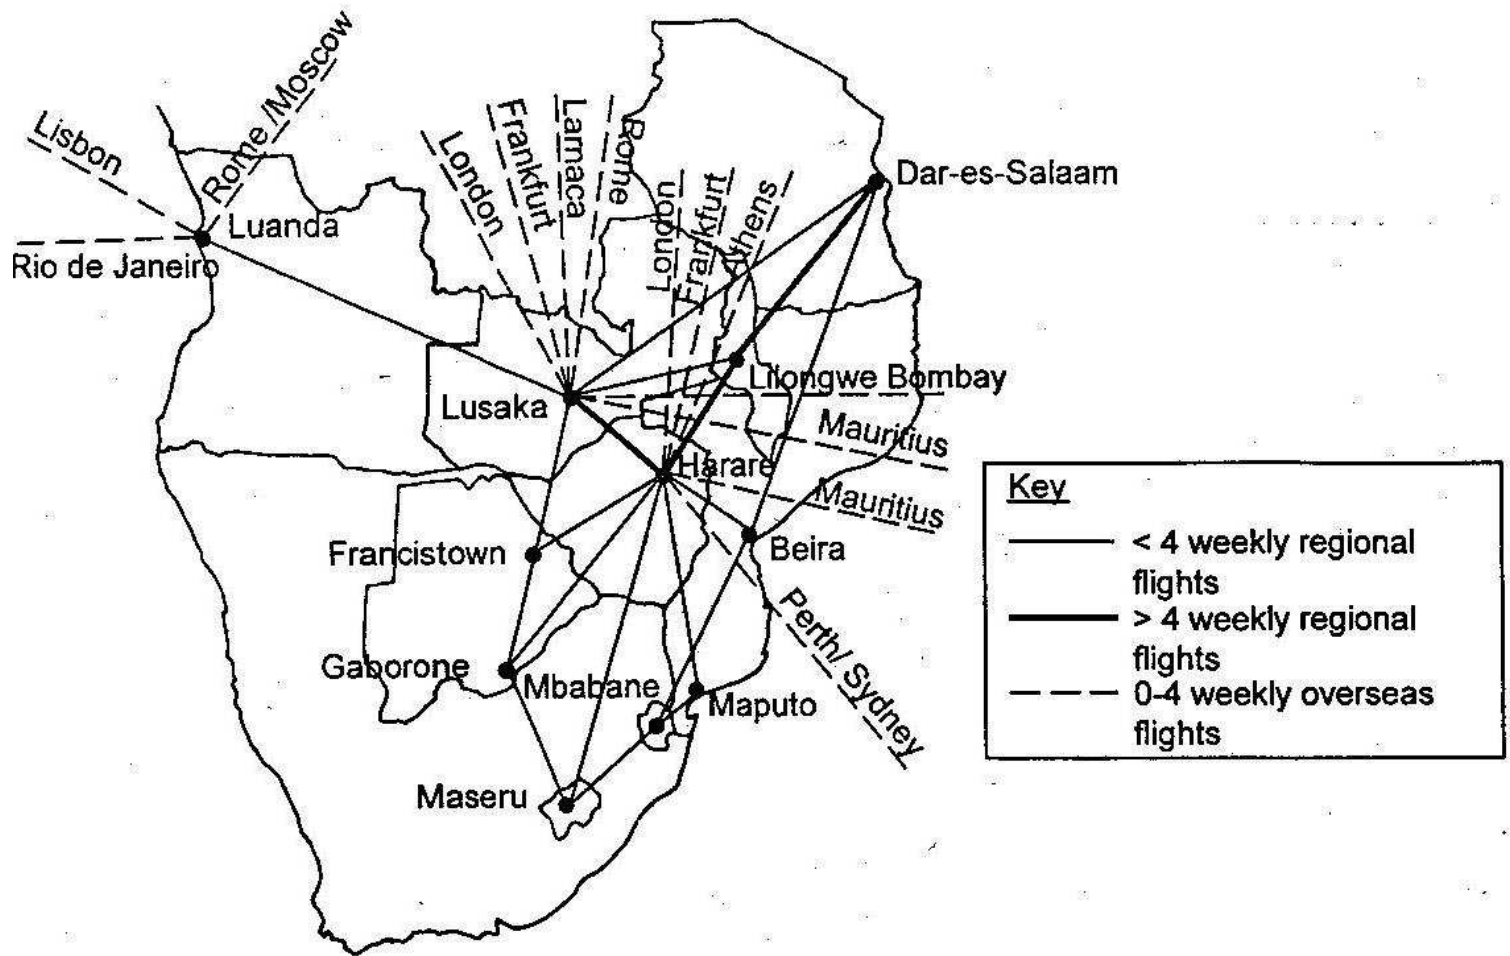 Lisbon
Rome /Moscow
Luanda
Rio de Janeiro
London
Frankfurt
Larnaca
Rome
London
Frankfurt
Athens
Dar-es-Salaam
Lilongwe Bombay
Lusaka
Mauritius
Harare
Mauritius
Francistown
Beira
Perth/ Sydney
Gaborone
Mbabane
Maputo
Maseru
Key
< 4 weekly regional
flights
> 4 weekly regional
flights
0-4 weekly overseas
flights